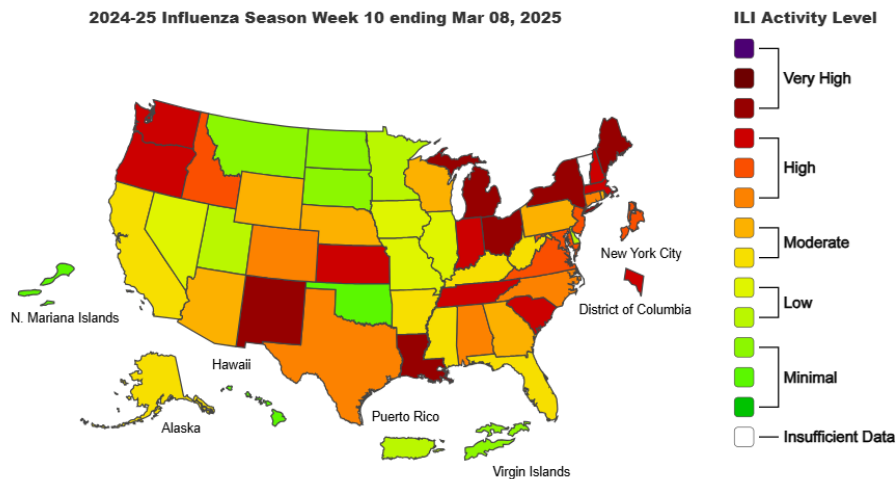 2024-25 Influenza Season Week 10 ending Mar 08, 2025
ILI Activity Level
Very High
High
Moderate
Low
Minimal
Insufficient Data
New York City
District of Columbia
N. Mariana Islands
Hawaii
Alaska
Puerto Rico
Virgin Islands